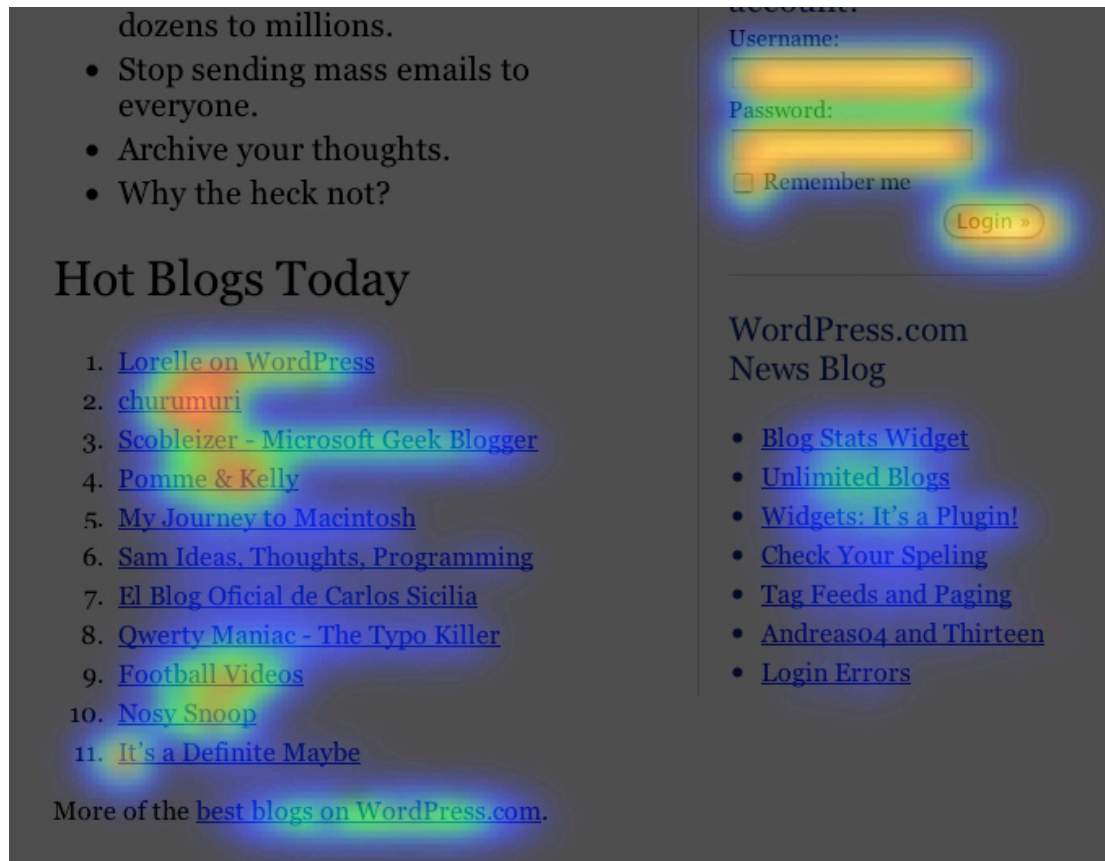 dozens to millions.
• Stop sending mass emails to
everyone.
• Archive your thoughts.
• Why the heck not?
Hot Blogs Today
1. Lorelle on WordPress
2. churumuri
3. Scobleizer - Microsoft Geek Blogger
4. Pomme & Kelly
5. My Journey to Macintosh
6. Sam Ideas, Thoughts, Programming
7. El Blog Oficial de Carlos Sicilia
8. Qwerty Maniac - The Typo Killer
9. Football Videos
10. Nosy Snoop
11. It's a Definite Maybe
More of the best blogs on WordPress.com.
account?
Username:
Password:
Remember me
Login »
WordPress.com
News Blog
• Blog Stats Widget
• Unlimited Blogs
• Widgets: It's a Plugin!
• Check Your Speling
• Tag Feeds and Paging
• Andreas04 and Thirteen
• Login Errors